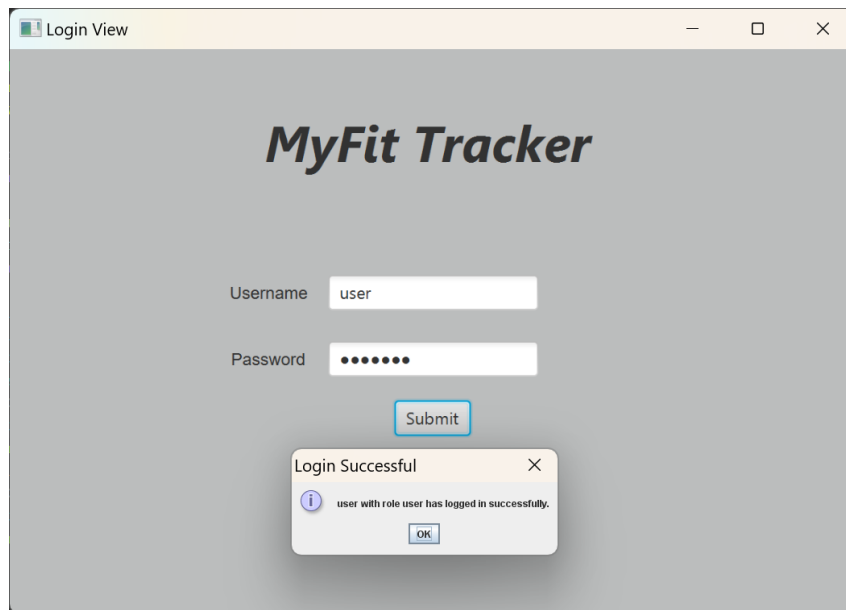 Login View
MyFit Tracker
Username user
Password •••••••
Submit
Login Successful
user with role user has logged in successfully.
OK